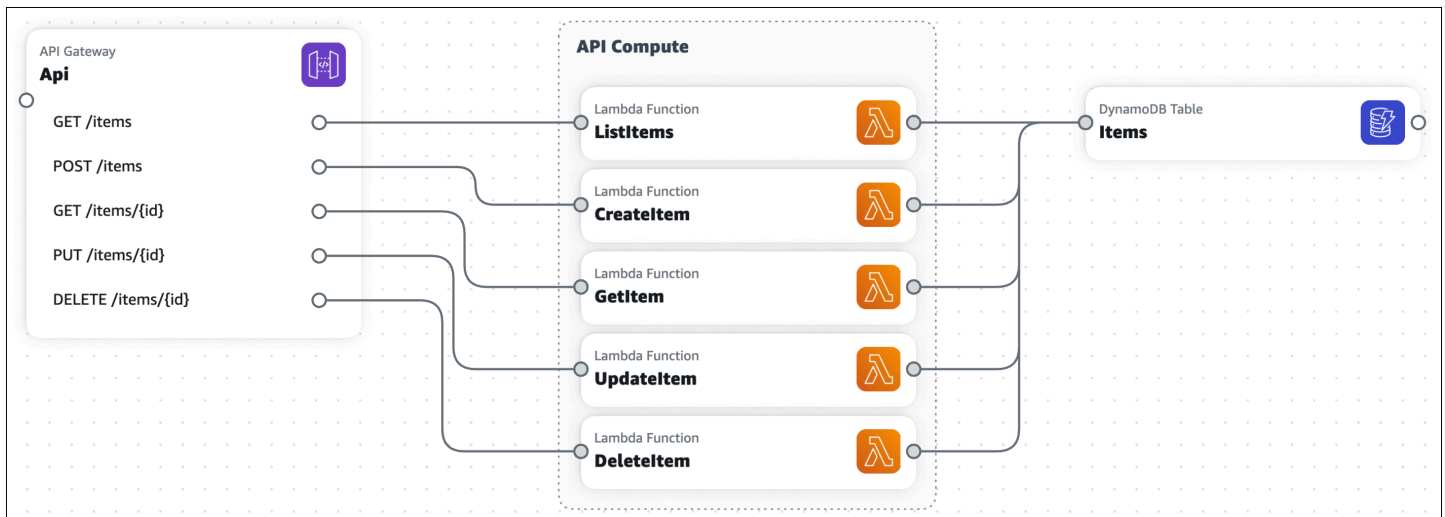 API Gateway
Api
GET /items
POST /items
GET /items/{id}
PUT /items/{id}
DELETE /items/{id}
API Compute
Lambda Function
ListItems
Lambda Function
CreateItem
Lambda Function
GetItem
Lambda Function
UpdateItem
Lambda Function
DeleteItem
DynamoDB Table
Items